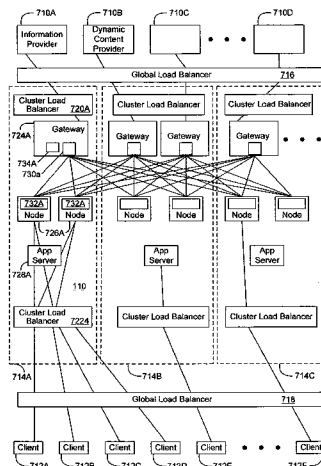 710A 710B 710C 710D
Information Provider
Dynamic Content Provider
Global Load Balancer 716
Cluster Load Balancer 720A
Cluster Load Balancer
Cluster Load Balancer
724A
Gateway
Gateway
Gateway
Gateway
734A
730a
732A
732A
Node
Node
Node
Node
Node
Node
726A
App Server
App Server
App Server
728A
110
Cluster Load Balancer 7224
Cluster Load Balancer
Cluster Load Balancer
714A
714B
714C
Global Load Balancer 718
Client
Client
Client
Client
Client
Client
712A 712B 712C 712D 712E 712F